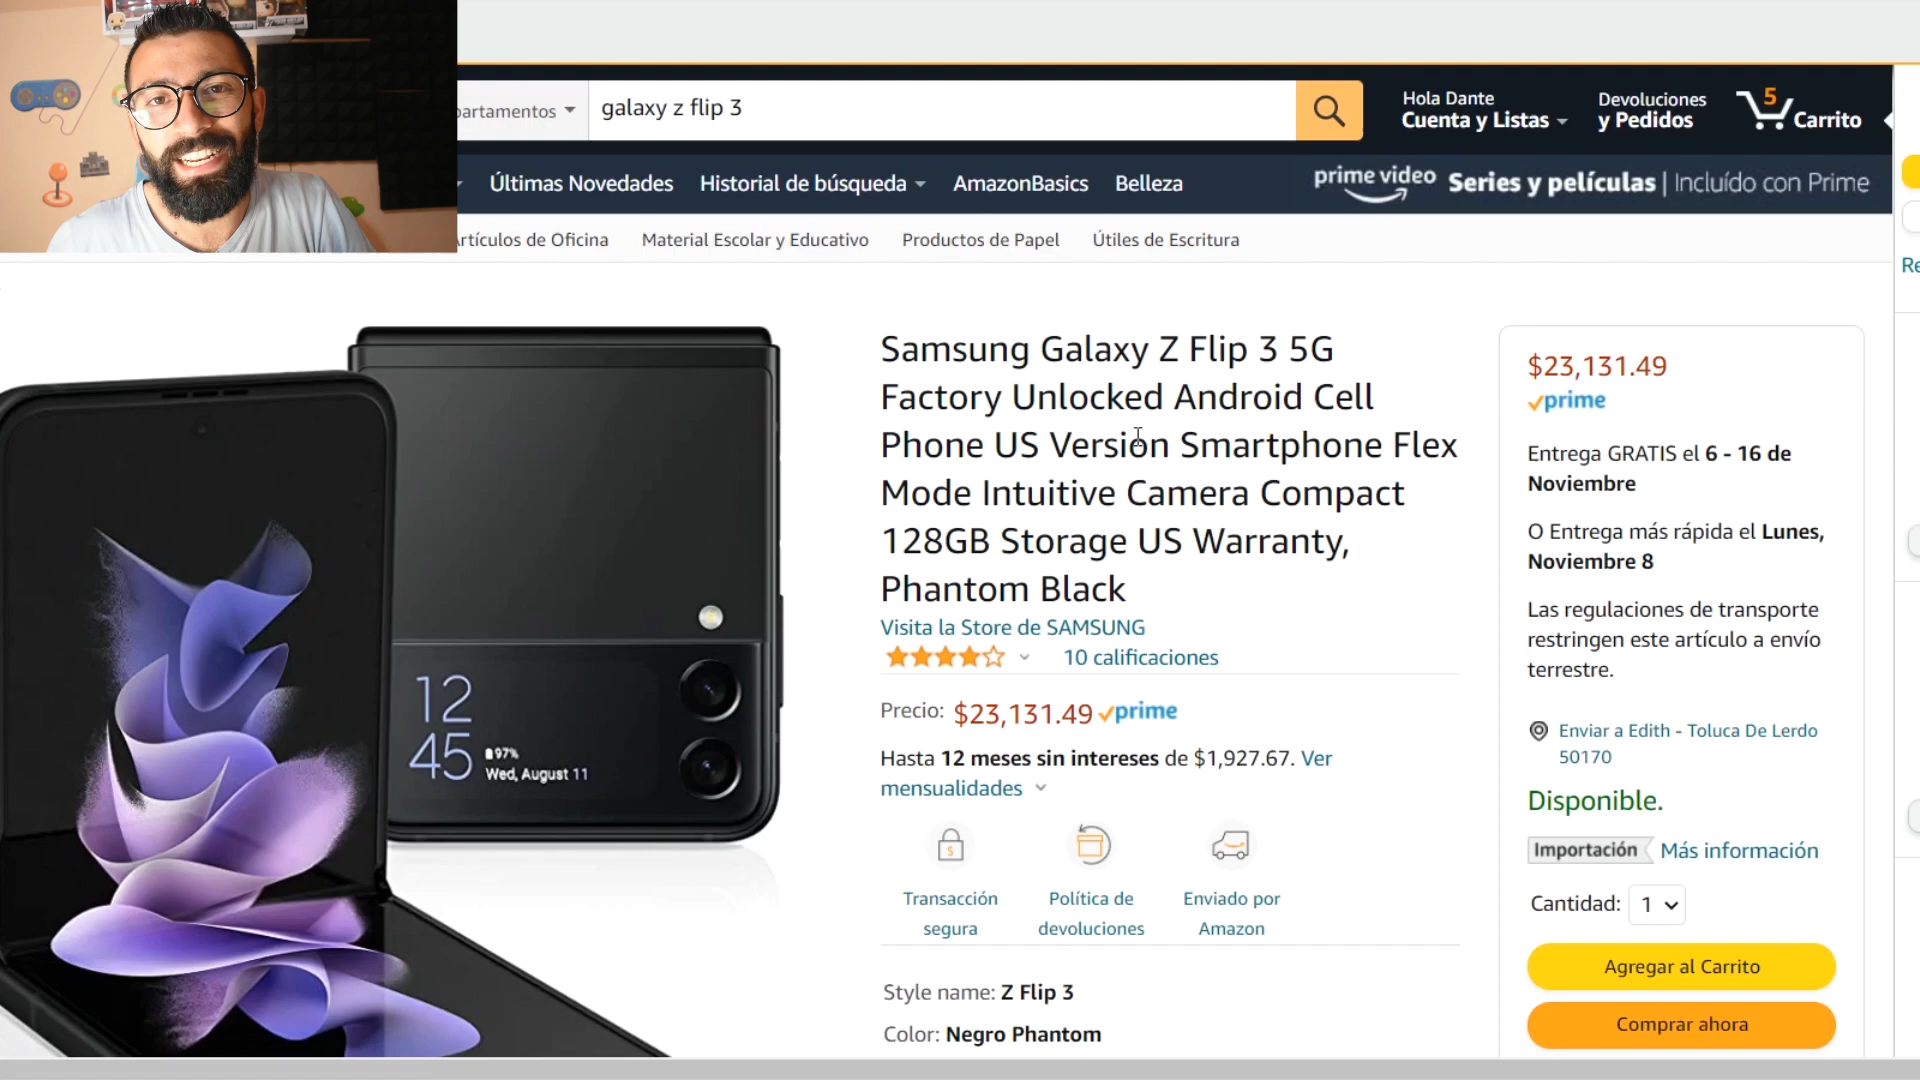 partamentos
galaxy z flip 3
Hola Dante
Cuenta y Listas
Devoluciones
y Pedidos
5
Carrito
Últimas Novedades
Historial de búsqueda
AmazonBasics
Belleza
prime video
Series y películas | Incluído con Prime
rtículos de Oficina
Material Escolar y Educativo
Productos de Papel
Útiles de Escritura
Re
Samsung Galaxy Z Flip 3 5G
Factory Unlocked Android Cell
Phone US Version Smartphone Flex
Mode Intuitive Camera Compact
128GB Storage US Warranty,
Phantom Black
Visita la Store de SAMSUNG
10 calificaciones
Precio: $23,131.49 prime
Hasta 12 meses sin intereses de $1,927.67. Ver
mensualidades
Transacción
segura
Política de
devoluciones
Enviado por
Amazon
Style name: Z Flip 3
Color: Negro Phantom
12
45
97%
Wed, August 11
$23,131.49
prime
Entrega GRATIS el 6 - 16 de
Noviembre
O Entrega más rápida el Lunes,
Noviembre 8
Las regulaciones de transporte
restringen este artículo a envío
terrestre.
Enviar a Edith - Toluca De Lerdo
50170
Disponible.
Importación
Más información
Cantidad: 1
Agregar al Carrito
Comprar ahora